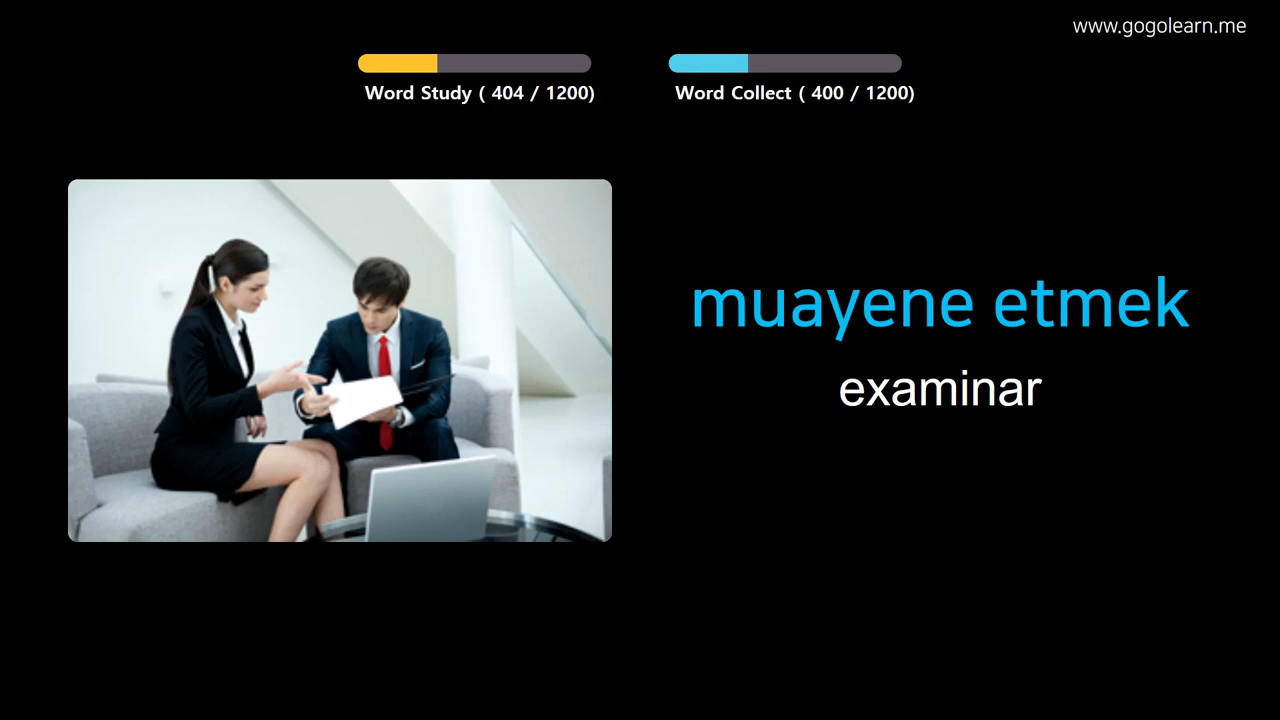 www.gogolearn.me
Word Study ( 404 / 1200)
Word Collect ( 400 / 1200)
muayene etmek
examinar